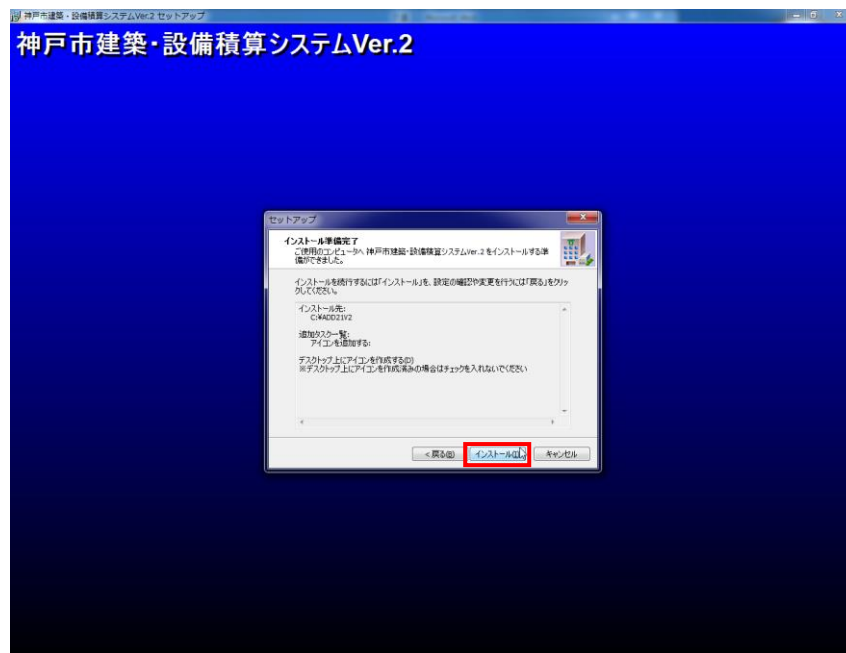 神戸市建築・設備積算システムVer.2 セットアップ
神戸市建築・設備積算システムVer.2
セットアップ
インストール準備完了
ご使用のコンピュータへ 神戸市建築・設備積算システムVer.2 をインストールする準
備ができました。
インストールを続行するには「インストール」を、設定の確認や変更を行うには「戻る」をクリッ
クしてください。
インストール先:
C:¥ADD21V2
追加タスク一覧:
アイコンを追加する:
デスクトップ上にアイコンを作成する(D)
※デスクトップ上にアイコンを作成済みの場合はチェックを入れないでください
< 戻る(B)
インストール(I)
キャンセル